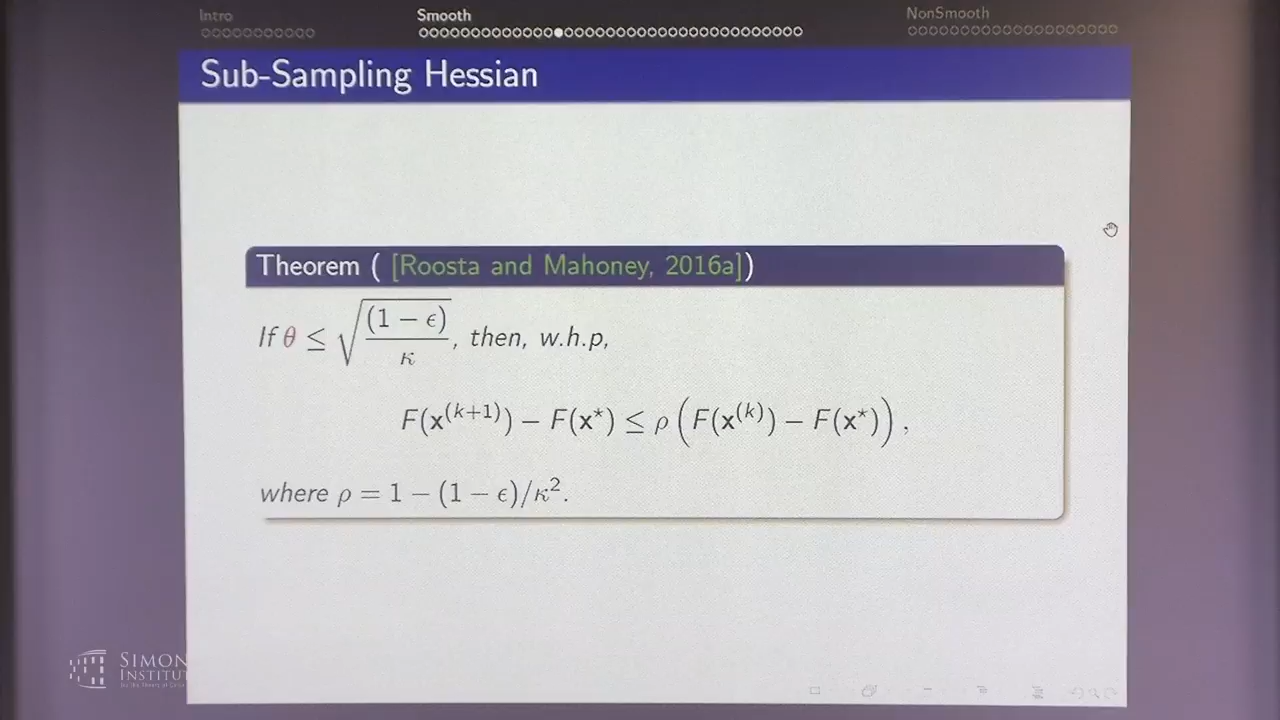 Intro
Smooth
NonSmooth
Sub-Sampling Hessian
Theorem ( [Roosta and Mahoney, 2016a])
If θ ≤ √((1 − ϵ)/κ), then, w.h.p,
F(x^(k+1)) − F(x*) ≤ ρ (F(x^(k)) − F(x*)),
where ρ = 1 − (1 − ϵ)/κ².
SIMON
INSTITU